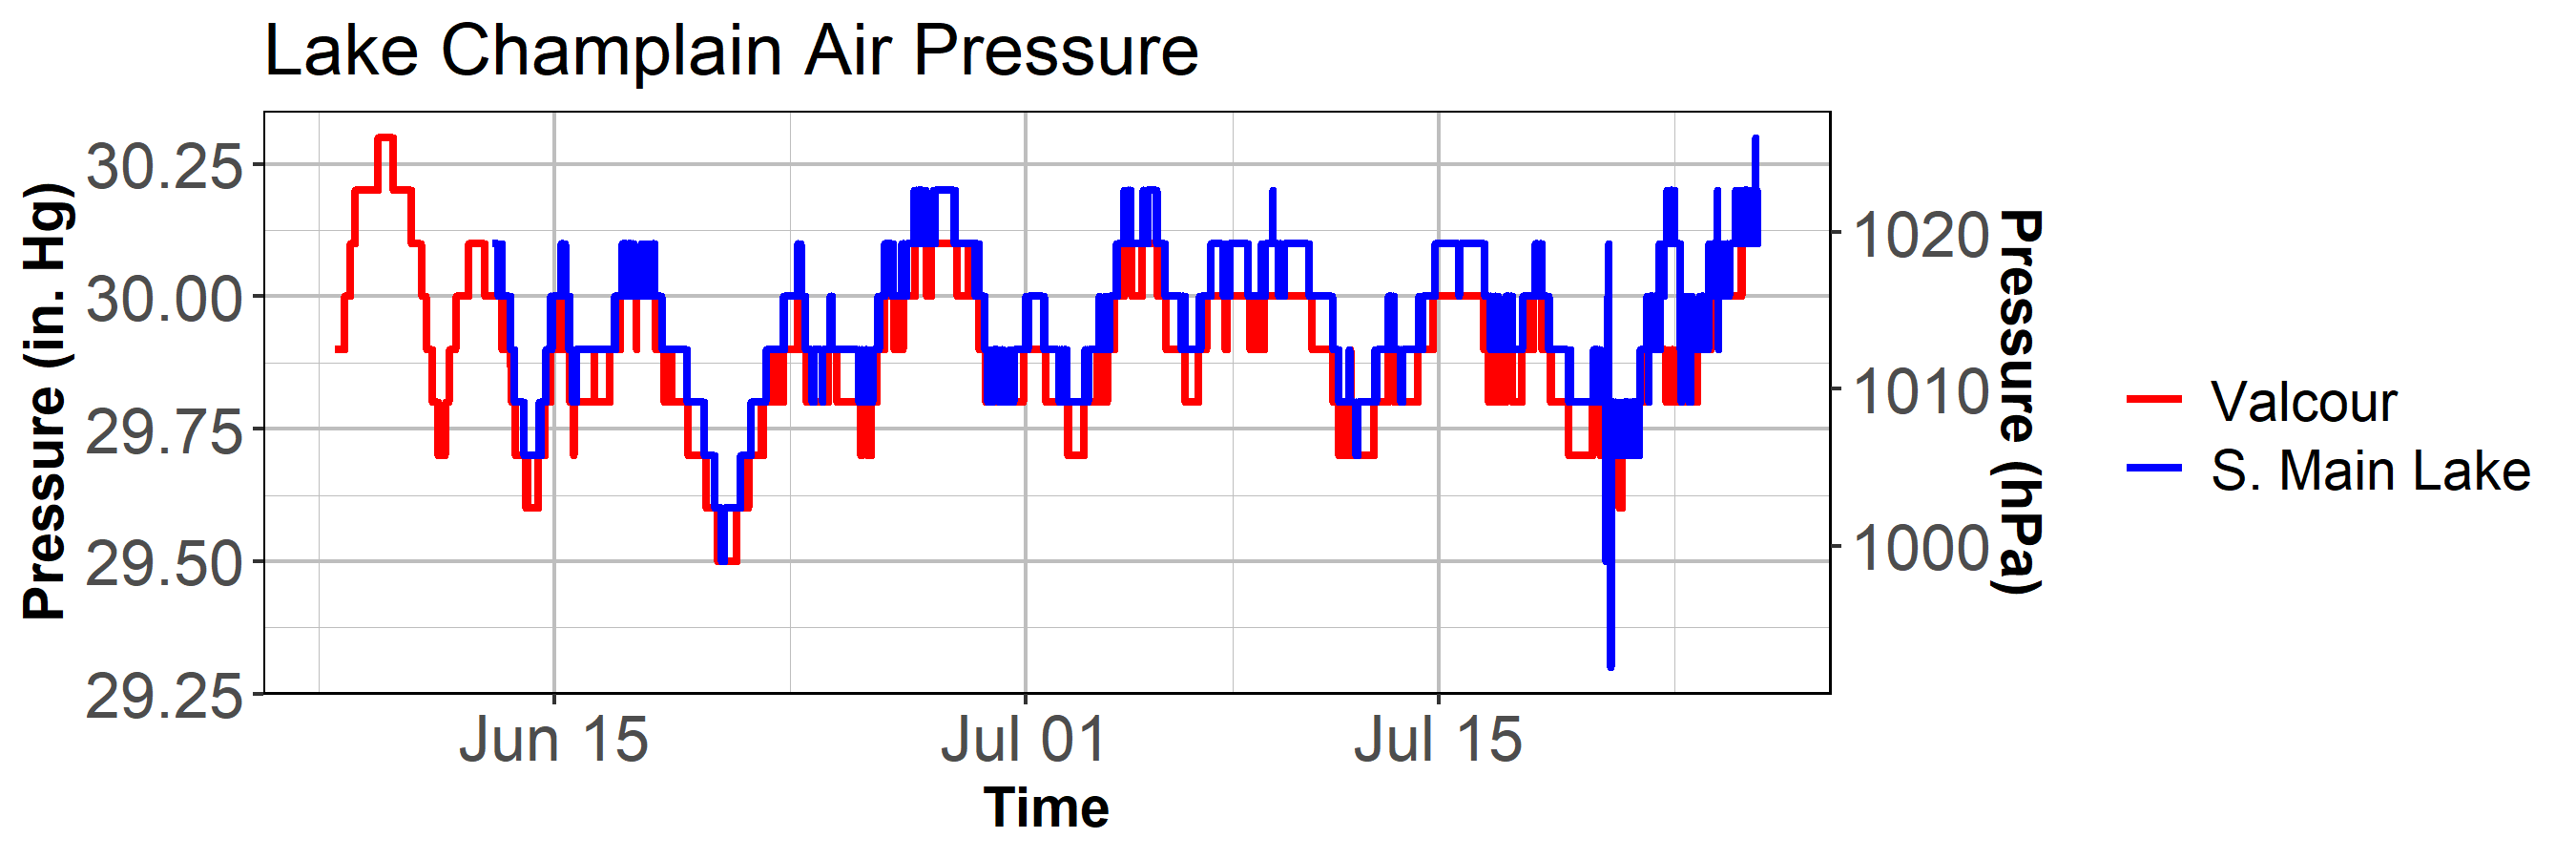 Lake Champlain Air Pressure
Pressure (in. Hg)
30.25
30.00
29.75
29.50
29.25
1020
1010
1000
Pressure (hPa)
Jun 15
Jul 01
Jul 15
Time
Valcour
S. Main Lake